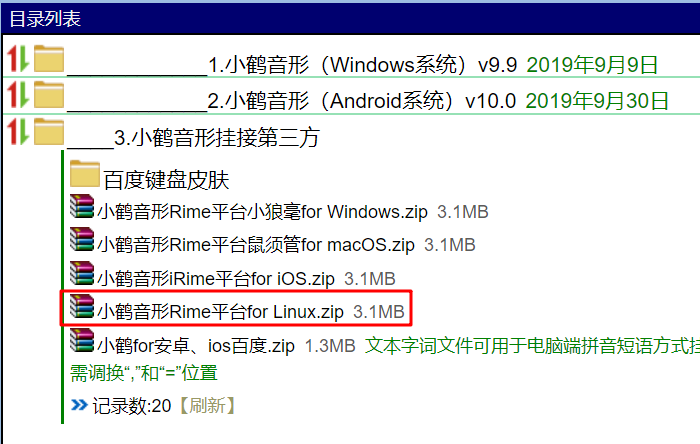 目录列表
____________1.小鹤音形（Windows系统）v9.9 2019年9月9日
____________2.小鹤音形（Android系统）v10.0 2019年9月30日
____3.小鹤音形挂接第三方
百度键盘皮肤
小鹤音形Rime平台小狼毫for Windows.zip 3.1MB
小鹤音形Rime平台鼠须管for macOS.zip 3.1MB
小鹤音形iRime平台for iOS.zip 3.1MB
小鹤音形Rime平台for Linux.zip 3.1MB
小鹤for安卓、ios百度.zip 1.3MB 文本字词文件可用于电脑端拼音短语方式挂
需调换“,”和“=”位置
记录数:20【刷新】